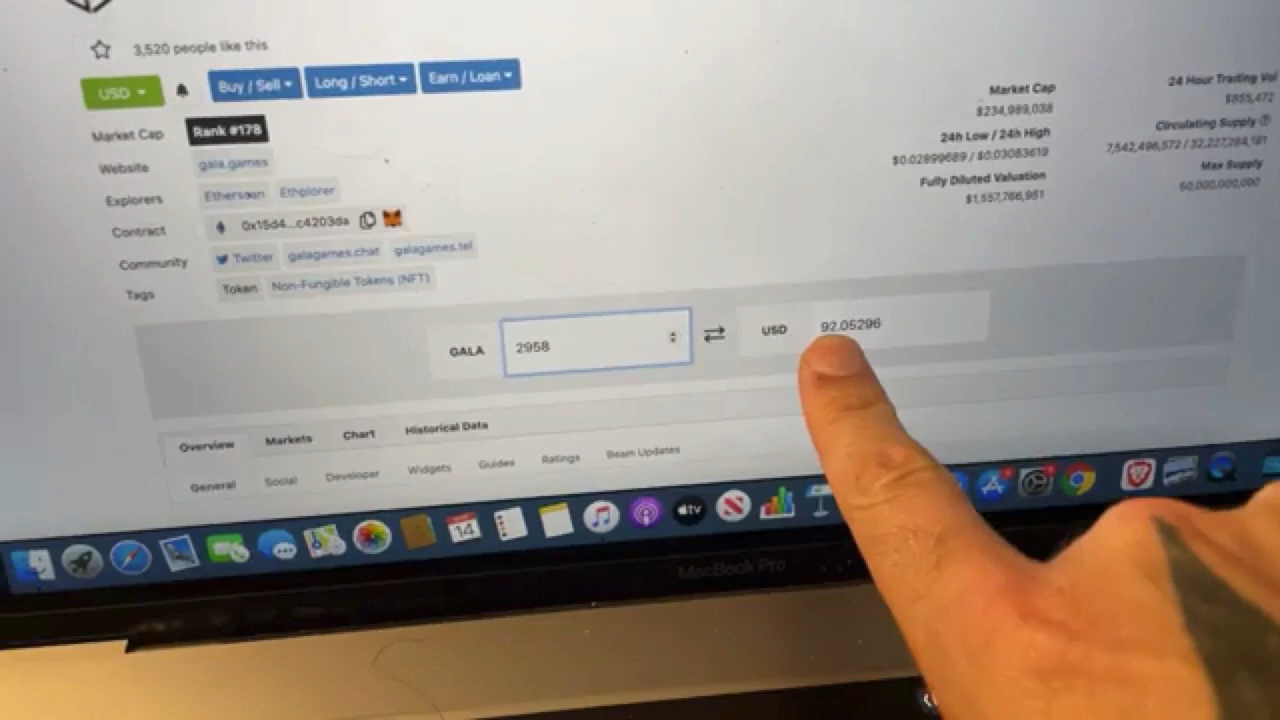 3,520 people like this
USD Buy / Sell Long / Short Earn / Loan
Market Cap Rank #178
Website gala.games
Explorers Etherscan Ethplorer
Contract 0x15d4...c4203da
Community Twitter galagames.chat galagames.tel
Tags Token Non-Fungible Tokens (NFT)
Market Cap
$234,989,038
24h Low / 24h High
$0.02899689 / $0.03083619
Fully Diluted Valuation
$1,557,766,951
24 Hour Trading Vol
$855,472
Circulating Supply
7,542,496,572 / 32,227,284,181
Max Supply
50,000,000,000
GALA 2958 USD 92.05296
Overview Markets Chart Historical Data
General Social Developer Widgets Guides Ratings Beam Updates
14
tv
MacBook Pro